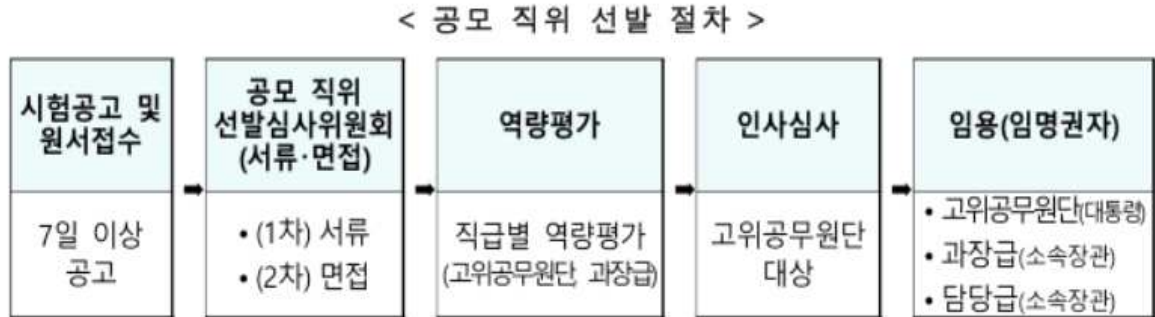 < 공모 직위 선발 절차 >
시험공고 및
원서접수
7일 이상
공고
➡
공모 직위
선발심사위원회
(서류·면접)
• (1차) 서류
• (2차) 면접
➡
역량평가
직급별 역량평가
(고위공무원단, 과장급)
➡
인사심사
고위공무원단
대상
➡
임용(임명권자)
• 고위공무원단(대통령)
• 과장급(소속장관)
• 담당급(소속장관)